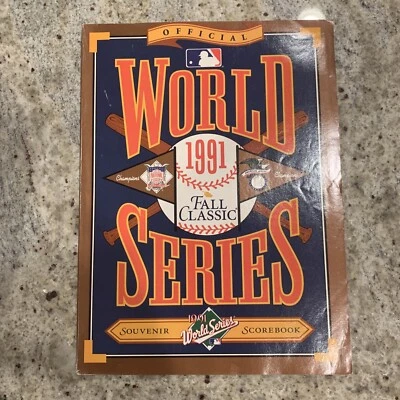 OFFICIAL
WORLD
1991
Champions
Champions
FALL
CLASSIC
SERIES
1991
World Series
SOUVENIR
SCOREBOOK